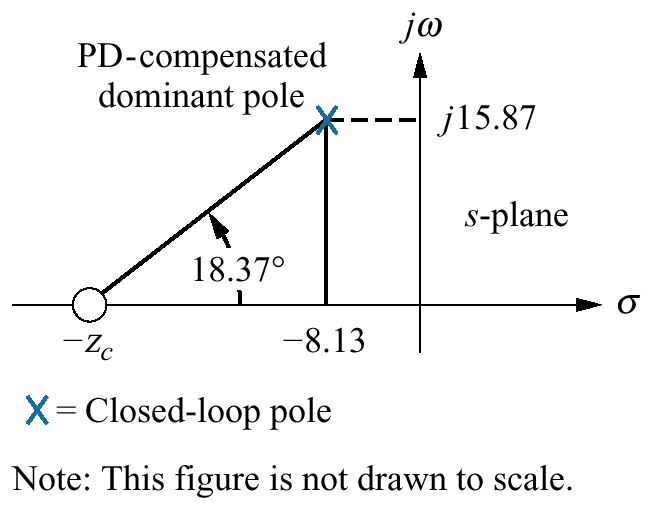 jω
PD-compensated
dominant pole
j15.87
s-plane
18.37°
σ
−z_c
−8.13
X = Closed-loop pole
Note: This figure is not drawn to scale.